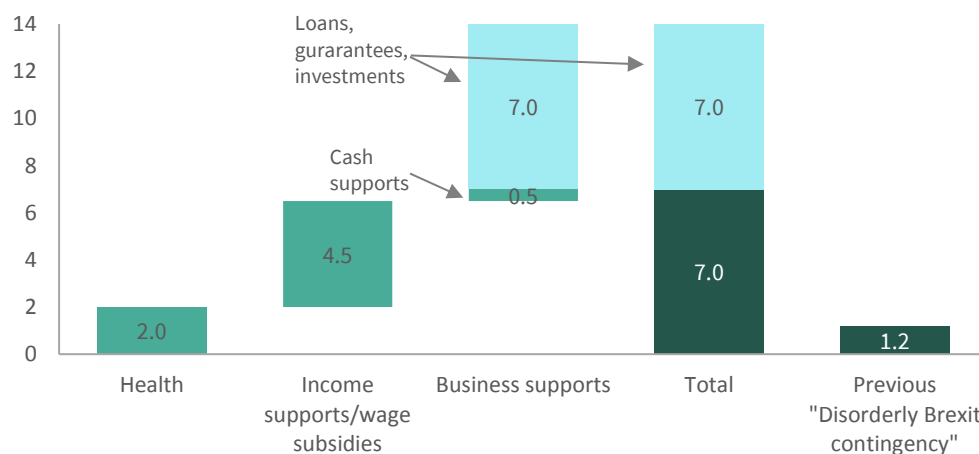 14
12
10
8
6
4
2
0
Loans,
gurarantees,
investments
Cash
supports
2.0
4.5
7.0
0.5
7.0
7.0
1.2
Health
Income
supports/wage
subsidies
Business supports
Total
Previous
"Disorderly Brexit
contingency"